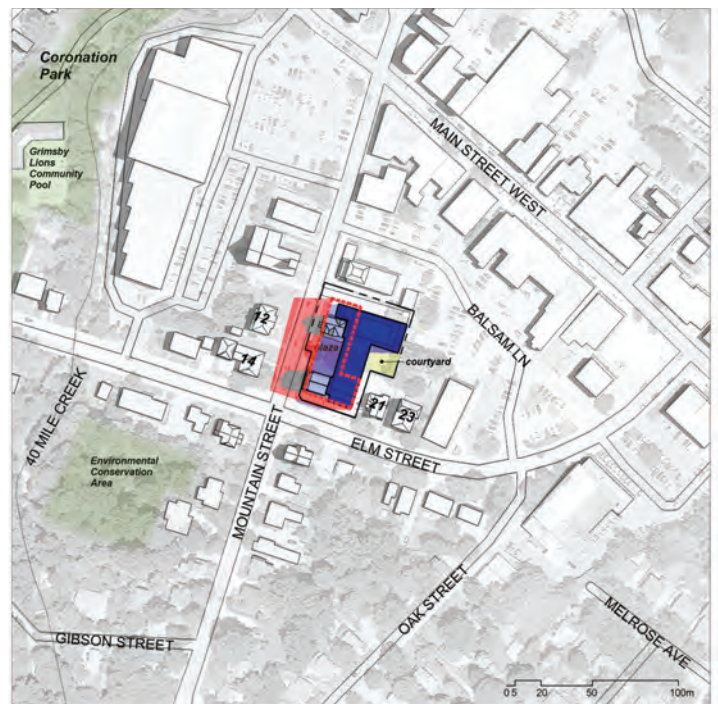 Coronation
Park
Grimsby
Lions
Community
Pool
MAIN STREET WEST
BALSAM LN
12
14
plaza
courtyard
21
23
ELM STREET
40 MILE CREEK
MOUNTAIN STREET
Environmental
Conservation
Area
OAK STREET
GIBSON STREET
MELROSE AVE
0 5 20 50 100m